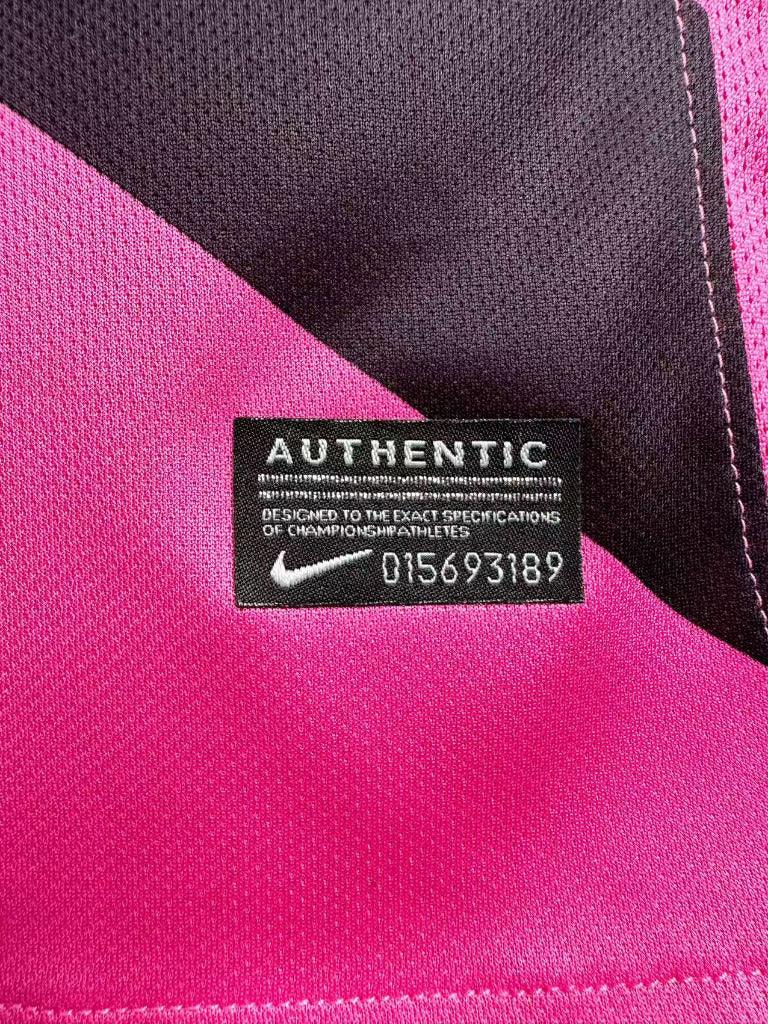 AUTHENTIC
DESIGNED TO THE EXACT SPECIFICATIONS
OF CHAMPIONSHIPATHLETES
015693189